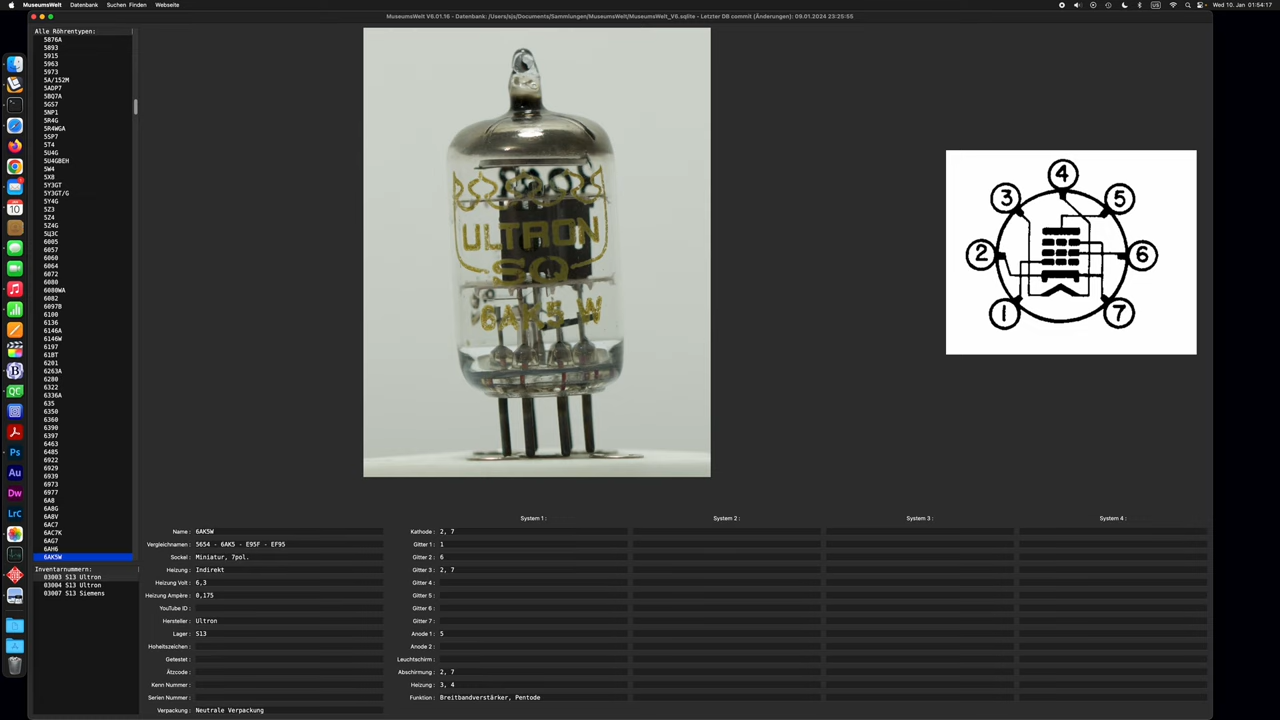 MuseumsWelt Datenbank Suchen Finden Webseite
US
Wed 10. Jan 01:54:17
MuseumsWelt V6.01.16 - Datenbank: /Users/sjs/Documents/Sammlungen/MuseumsWelt/MuseumsWelt_V6.sqlite - Letzter DB commit (Änderungen): 09.01.2024 23:25:55
Alle Röhrentypen:
5876A
5893
5915
5963
5973
5A/152M
5ADP7
5BQ7A
5GS7
5NP1
5R4G
5R4WGA
5SP7
5T4
5U4G
5U4GBEH
5W4
5X8
5Y3GT
5Y3GT/G
5Y4G
5Z3
5Z4
5Z4G
5Ц3С
6005
6057
6060
6064
6072
6080
6080WA
6082
6097B
6100
6136
6146A
6146W
6197
61BT
6201
6263A
6280
6322
6336A
635
6350
6360
6390
6397
6463
6485
6922
6929
6939
6973
6977
6A8
6A8G
6A8V
6AC7
6AC7K
6AG7
6AH6
6AK5W
Inventarnummern:
03003 S13 Ultron
03004 S13 Ultron
03007 S13 Siemens
ULTRON
SQ
6AK5 W
1
2
3
4
5
6
7
System 1 :
System 2 :
System 3 :
System 4 :
Name : 6AK5W
Vergleichnamen : 5654 - 6AK5 - E95F - EF95
Sockel : Miniatur, 7pol.
Heizung : Indirekt
Heizung Volt : 6,3
Heizung Ampère : 0,175
YouTube ID :
Hersteller : Ultron
Lager : S13
Hoheitszeichen :
Getestet :
Ätzcode :
Kenn Nummer :
Serien Nummer :
Verpackung : Neutrale Verpackung
Kathode : 2, 7
Gitter 1 : 1
Gitter 2 : 6
Gitter 3 : 2, 7
Gitter 4 :
Gitter 5 :
Gitter 6 :
Gitter 7 :
Anode 1 : 5
Anode 2 :
Leuchtschirm :
Abschirmung : 2, 7
Heizung : 3, 4
Funktion : Breitbandverstärker, Pentode
10
QC
Ps
Au
Dw
LrC